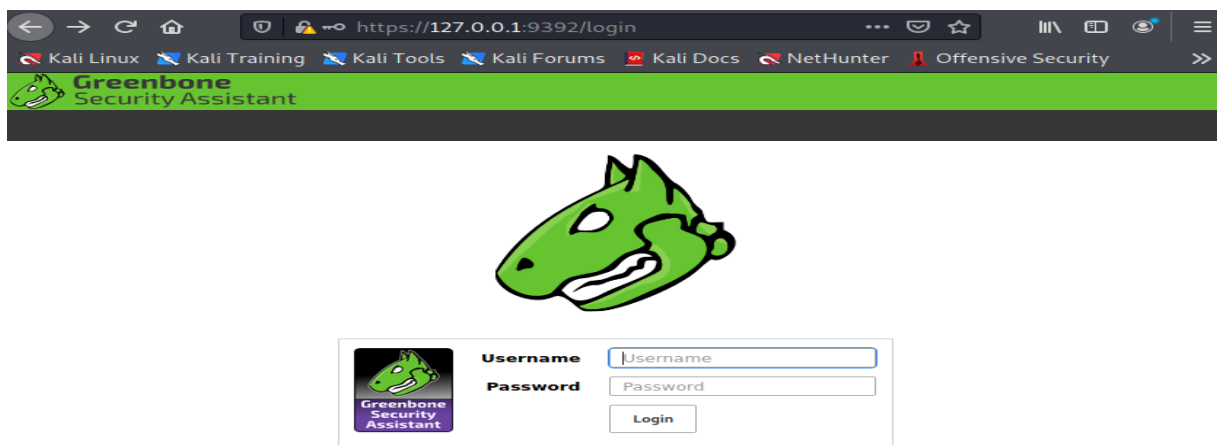 https://127.0.0.1:9392/login
Kali Linux Kali Training Kali Tools Kali Forums Kali Docs NetHunter Offensive Security
Greenbone
Security Assistant
Username Username
Password Password
Greenbone
Security
Assistant
Login